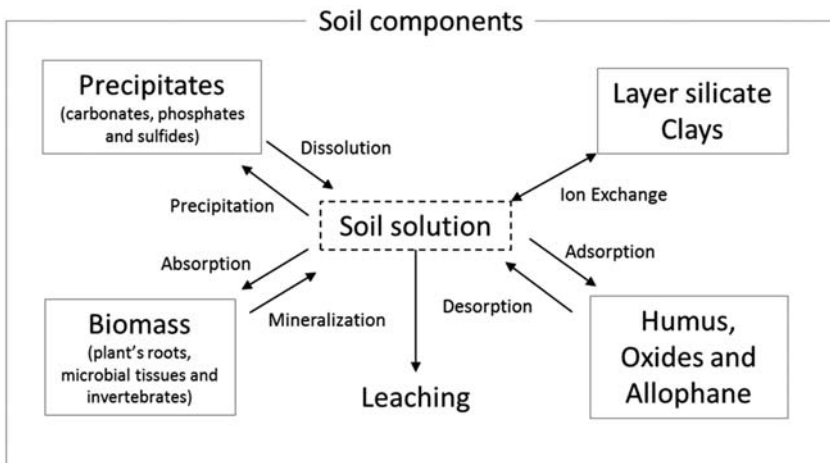 Soil components
Precipitates
(carbonates, phosphates
and sulfides)
Layer silicate
Clays
Dissolution
Precipitation
Ion Exchange
Soil solution
Absorption
Adsorption
Mineralization
Desorption
Biomass
(plant's roots,
microbial tissues and
invertebrates)
Leaching
Humus,
Oxides and
Allophane